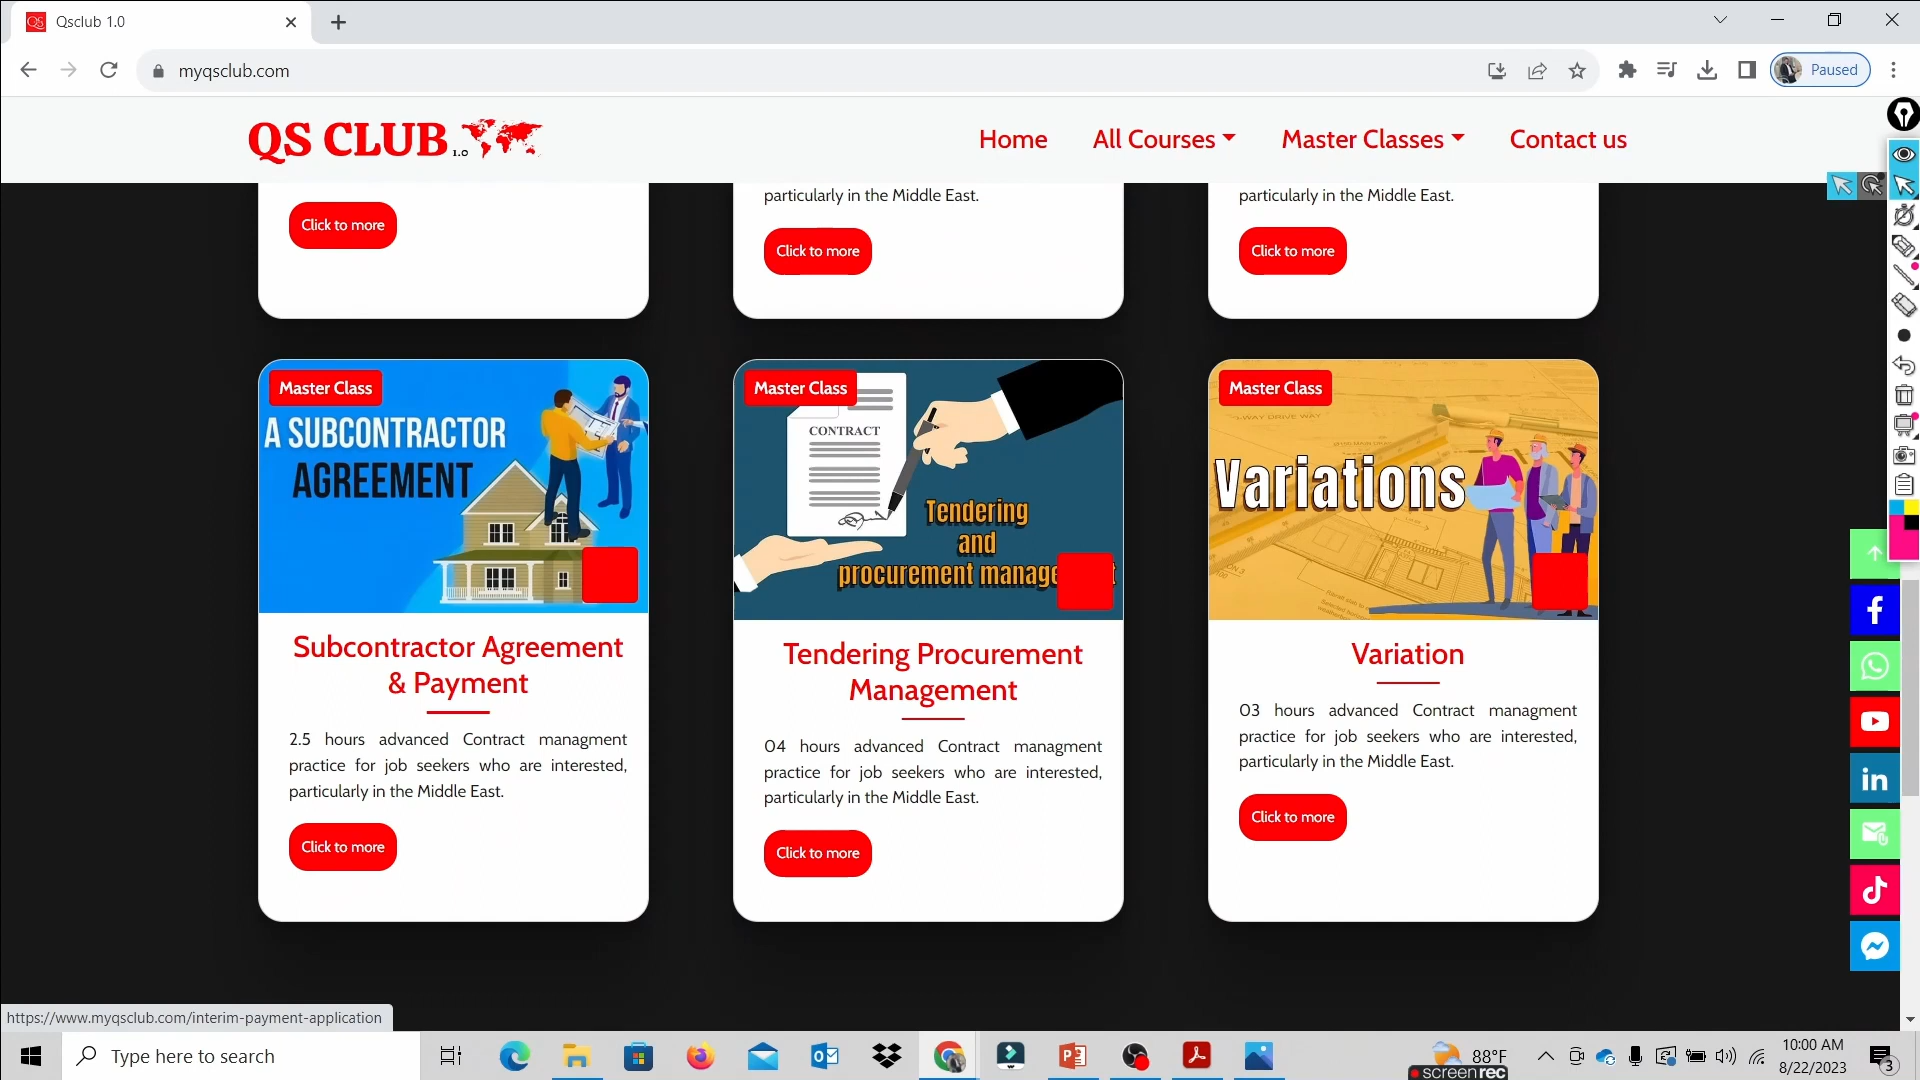 Qsclub 1.0
myqsclub.com
Paused
QS CLUB 1.0
Home
All Courses
Master Classes
Contact us
particularly in the Middle East.
particularly in the Middle East.
Click to more
Click to more
Click to more
Master Class
A SUBCONTRACTOR
AGREEMENT
Subcontractor Agreement
& Payment
2.5 hours advanced Contract managment
practice for job seekers who are interested,
particularly in the Middle East.
Click to more
Master Class
CONTRACT
Tendering
and
procurement manage
Tendering Procurement
Management
04 hours advanced Contract managment
practice for job seekers who are interested,
particularly in the Middle East.
Click to more
Master Class
Variations
Variation
03 hours advanced Contract managment
practice for job seekers who are interested,
particularly in the Middle East.
Click to more
https://www.myqsclub.com/interim-payment-application
Type here to search
88°F
screenrec
10:00 AM
8/22/2023
3